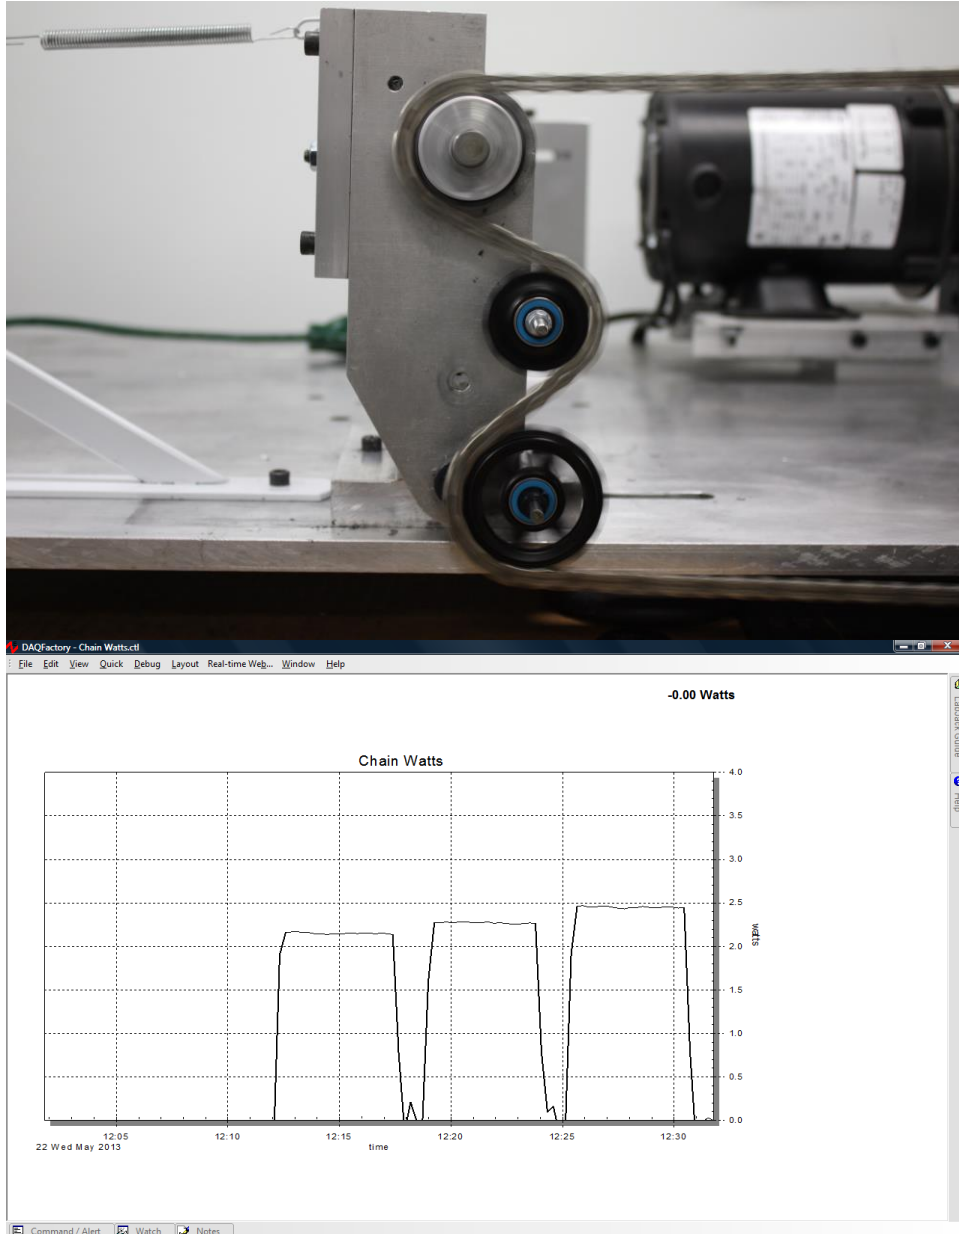 DAQFactory - Chain Watts.ctl
File Edit View Quick Debug Layout Real-time Web... Window Help
-0.00 Watts
Chain Watts
4.0
3.5
3.0
2.5
2.0
1.5
1.0
0.5
0.0
watts
12:05 12:10 12:15 12:20 12:25 12:30
22 Wed May 2013
time
Help
Command / Alert Watch Notes